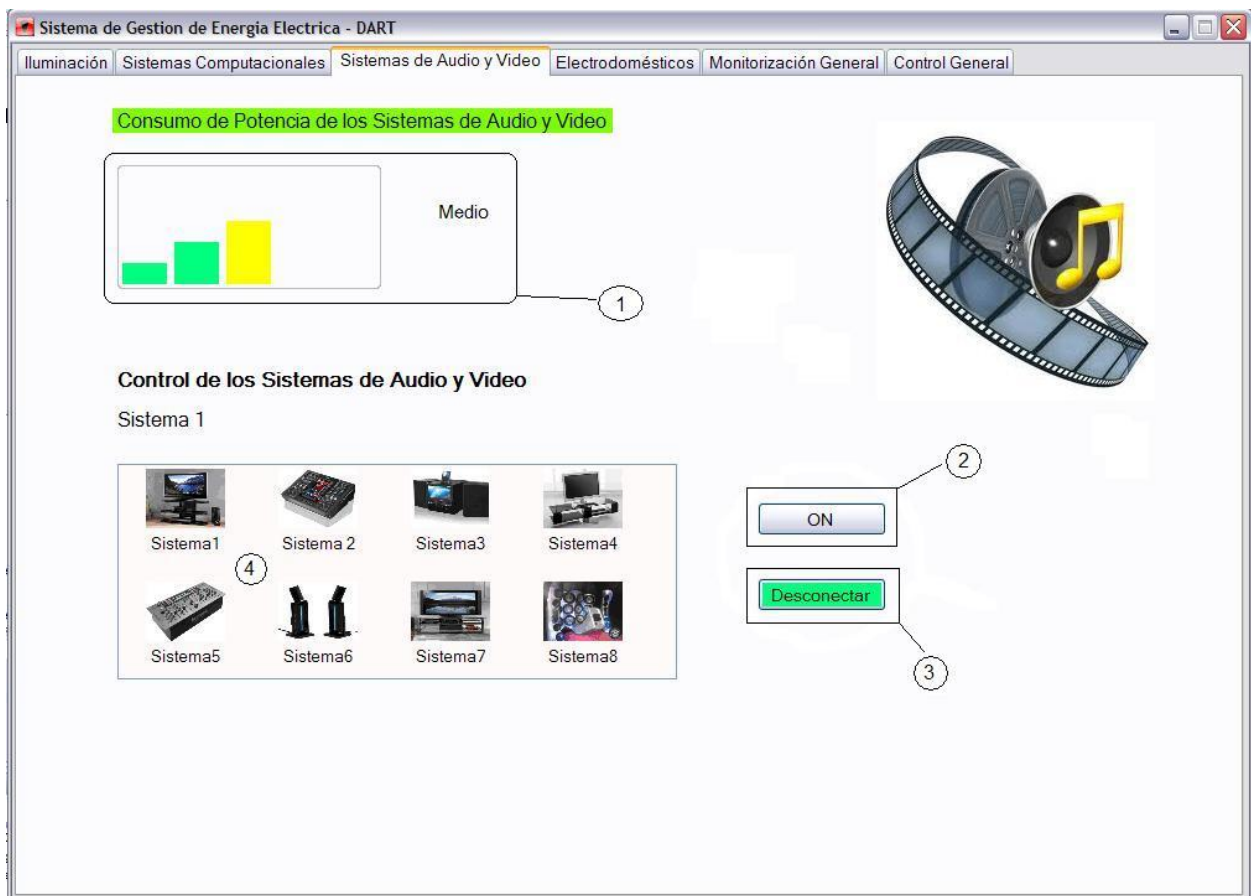 Sistema de Gestion de Energia Electrica - DART
Iluminación Sistemas Computacionales Sistemas de Audio y Video Electrodomésticos Monitorización General Control General
Consumo de Potencia de los Sistemas de Audio y Video
Medio
1
Control de los Sistemas de Audio y Video
Sistema 1
2
ON
Sistema1 Sistema 2 Sistema3 Sistema4
4
Desconectar
Sistema5 Sistema6 Sistema7 Sistema8
3